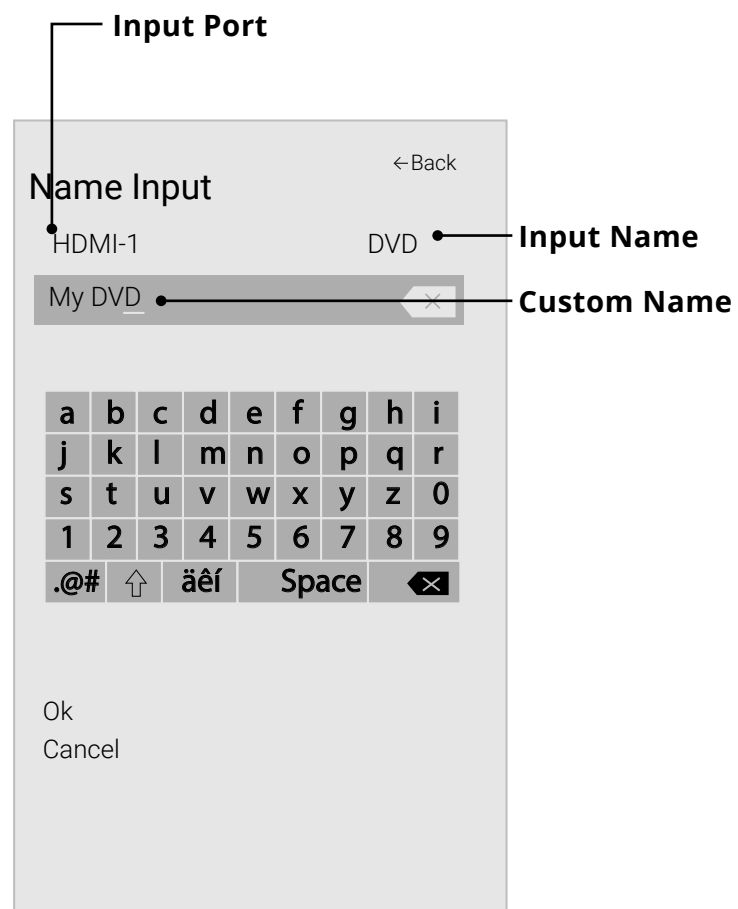 Input Port
←Back
Name Input
HDMI-1 DVD Input Name
My DVD Custom Name
a b c d e f g h i
j k l m n o p q r
s t u v w x y z 0
1 2 3 4 5 6 7 8 9
.@# äêí Space
Ok
Cancel